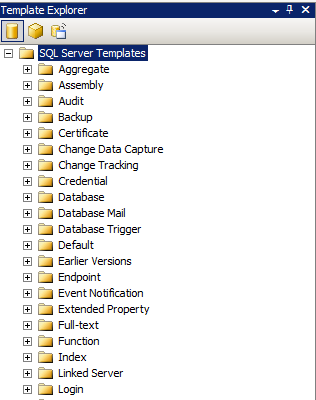 Template Explorer
SQL Server Templates
Aggregate
Assembly
Audit
Backup
Certificate
Change Data Capture
Change Tracking
Credential
Database
Database Mail
Database Trigger
Default
Earlier Versions
Endpoint
Event Notification
Extended Property
Full-text
Function
Index
Linked Server
Login